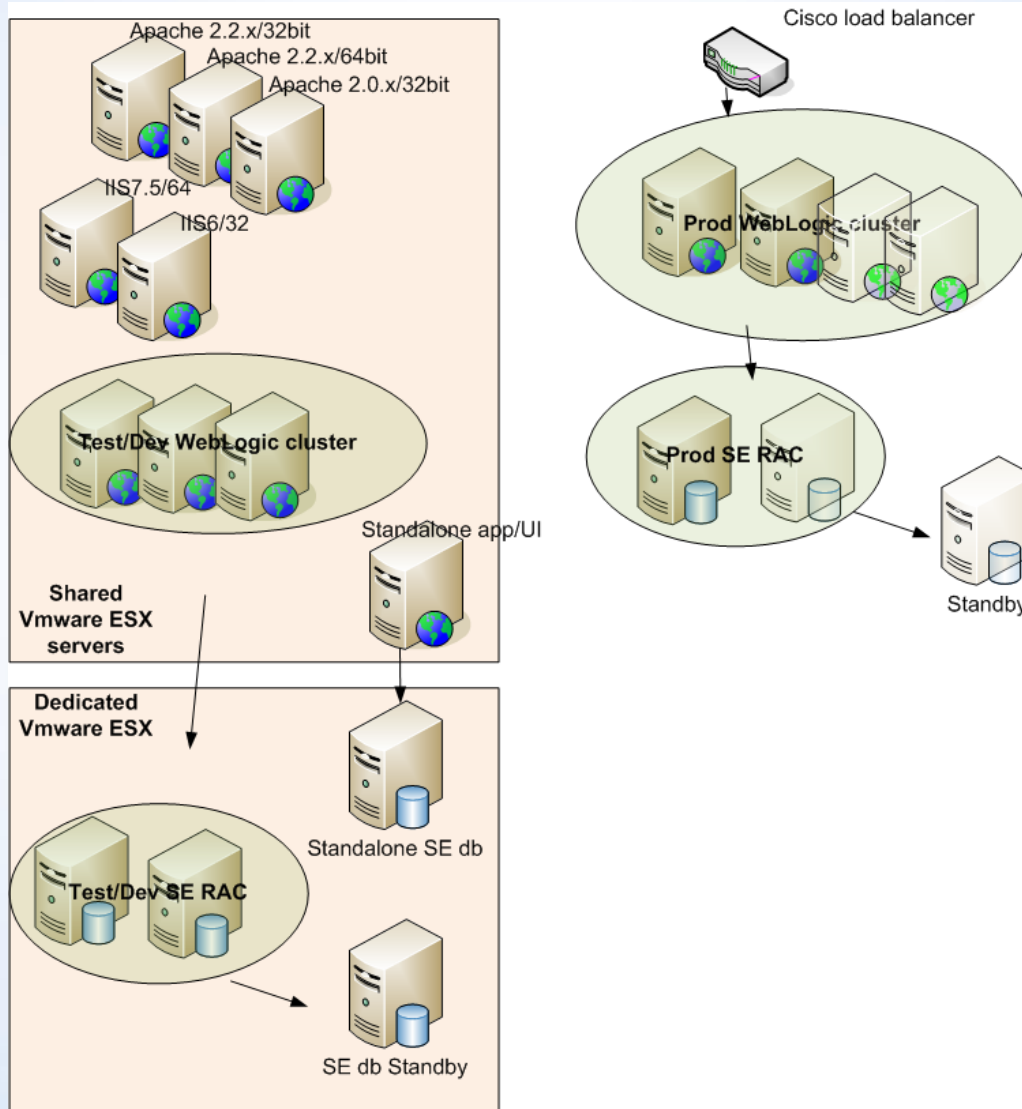 Apache 2.2.x/32bit
Apache 2.2.x/64bit
Apache 2.0.x/32bit
IIS7.5/64
IIS6/32
Test/Dev WebLogic cluster
Standalone app/UI
Shared
Vmware ESX
servers
Dedicated
Vmware ESX
Standalone SE db
Test/Dev SE RAC
SE db Standby
Cisco load balancer
Prod WebLogic cluster
Prod SE RAC
Standby